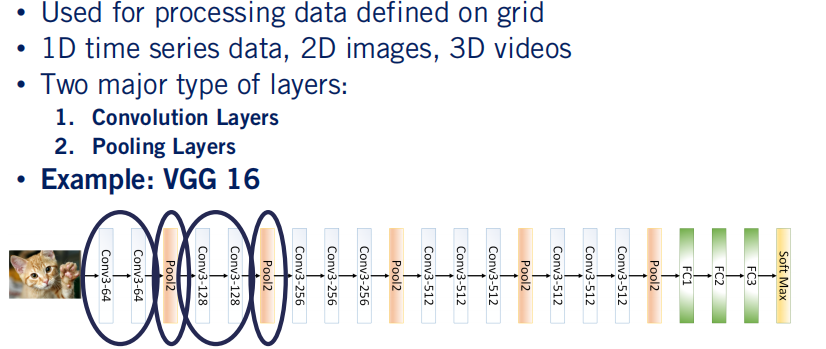 • Used for processing data defined on grid
• 1D time series data, 2D images, 3D videos
• Two major type of layers:
1. Convolution Layers
2. Pooling Layers
• Example: VGG 16
Conv3-64
Conv3-64
Pool2
Conv3-128
Conv3-128
Pool2
Conv3-256
Conv3-256
Conv3-256
Pool2
Conv3-512
Conv3-512
Conv3-512
Pool2
Conv3-512
Conv3-512
Conv3-512
Pool2
FC1
FC2
FC3
Soft Max